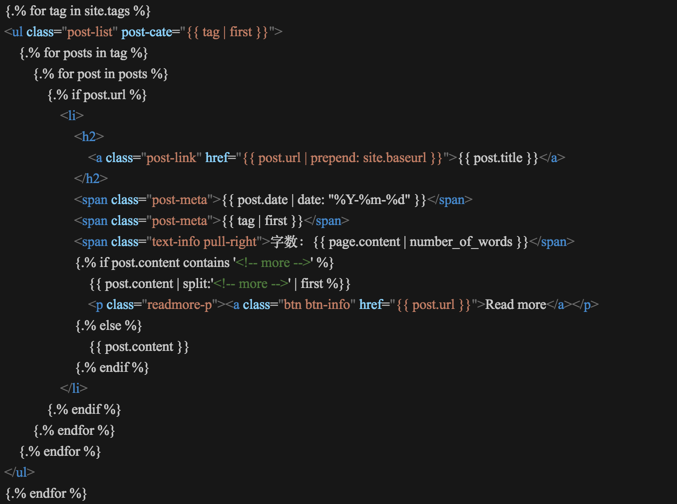 {.% for tag in site.tags %}
<ul class="post-list" post-cate="{{ tag | first }}">
{.% for posts in tag %}
{.% for post in posts %}
{.% if post.url %}
<li>
<h2>
<a class="post-link" href="{{ post.url | prepend: site.baseurl }}">{{ post.title }}</a>
</h2>
<span class="post-meta">{{ post.date | date: "%Y-%m-%d" }}</span>
<span class="post-meta">{{ tag | first }}</span>
<span class="text-info pull-right">字数：{{ page.content | number_of_words }}</span>
{.% if post.content contains '<!-- more -->' %}
{{ post.content | split:'<!-- more -->' | first %}}
<p class="readmore-p"><a class="btn btn-info" href="{{ post.url }}">Read more</a></p>
{.% else %}
{{ post.content }}
{.% endif %}
</li>
{.% endif %}
{.% endfor %}
{.% endfor %}
</ul>
{.% endfor %}